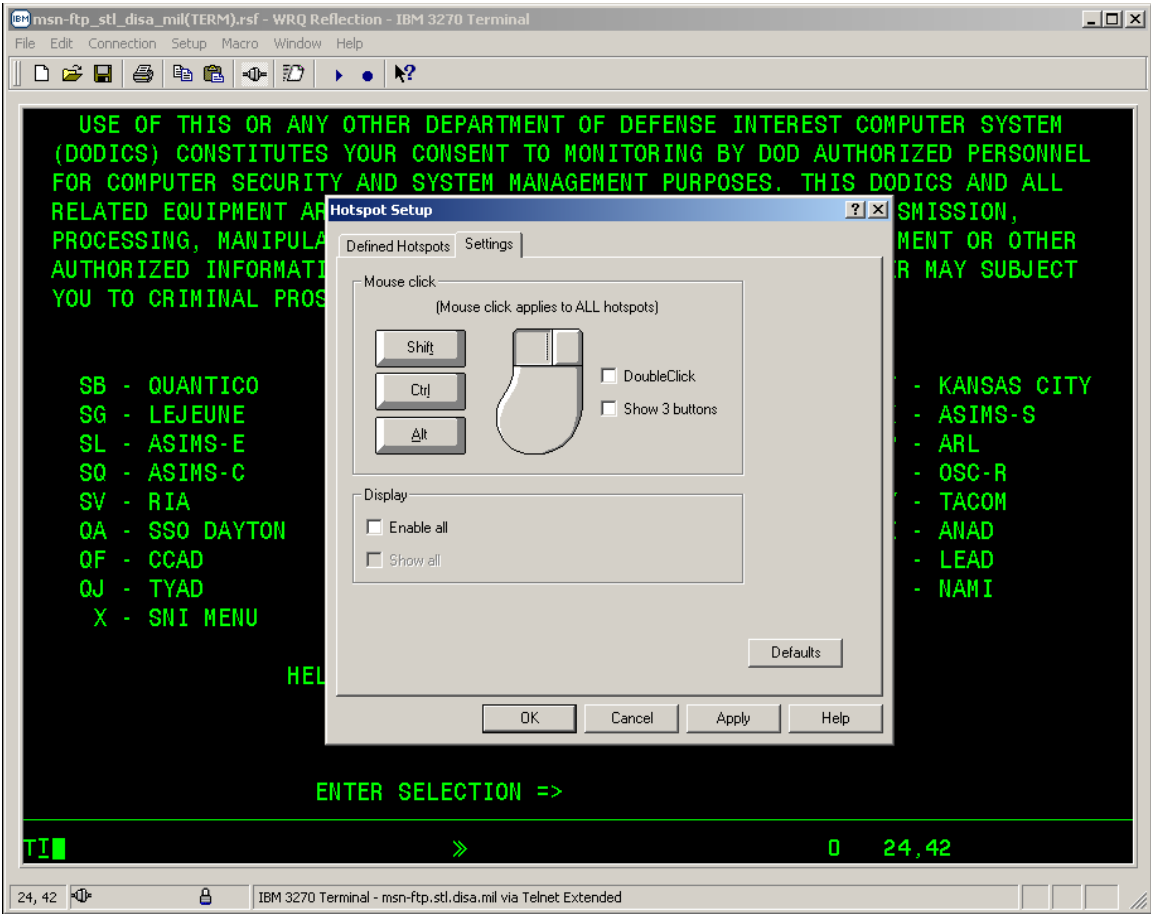 msn-ftp_stl_disa_mil(TERM).rsf - WRQ Reflection - IBM 3270 Terminal
File Edit Connection Setup Macro Window Help
USE OF THIS OR ANY OTHER DEPARTMENT OF DEFENSE INTEREST COMPUTER SYSTEM
(DODICS) CONSTITUTES YOUR CONSENT TO MONITORING BY DOD AUTHORIZED PERSONNEL
FOR COMPUTER SECURITY AND SYSTEM MANAGEMENT PURPOSES. THIS DODICS AND ALL
RELATED EQUIPMENT AR SMISSION,
PROCESSING, MANIPULA MENT OR OTHER
AUTHORIZED INFORMATI R MAY SUBJECT
YOU TO CRIMINAL PROS
SB - QUANTICO - KANSAS CITY
SG - LEJEUNE - ASIMS-S
SL - ASIMS-E - ARL
SQ - ASIMS-C - OSC-R
SV - RIA - TACOM
QA - SSO DAYTON - ANAD
QF - CCAD - LEAD
QJ - TYAD - NAMI
X - SNI MENU
HEL
ENTER SELECTION =>
Hotspot Setup
Defined Hotspots Settings
Mouse click
(Mouse click applies to ALL hotspots)
Shift
Ctrl
Alt
DoubleClick
Show 3 buttons
Display
Enable all
Show all
Defaults
OK Cancel Apply Help
TI » 0 24,42
24, 42 IBM 3270 Terminal - msn-ftp.stl.disa.mil via Telnet Extended